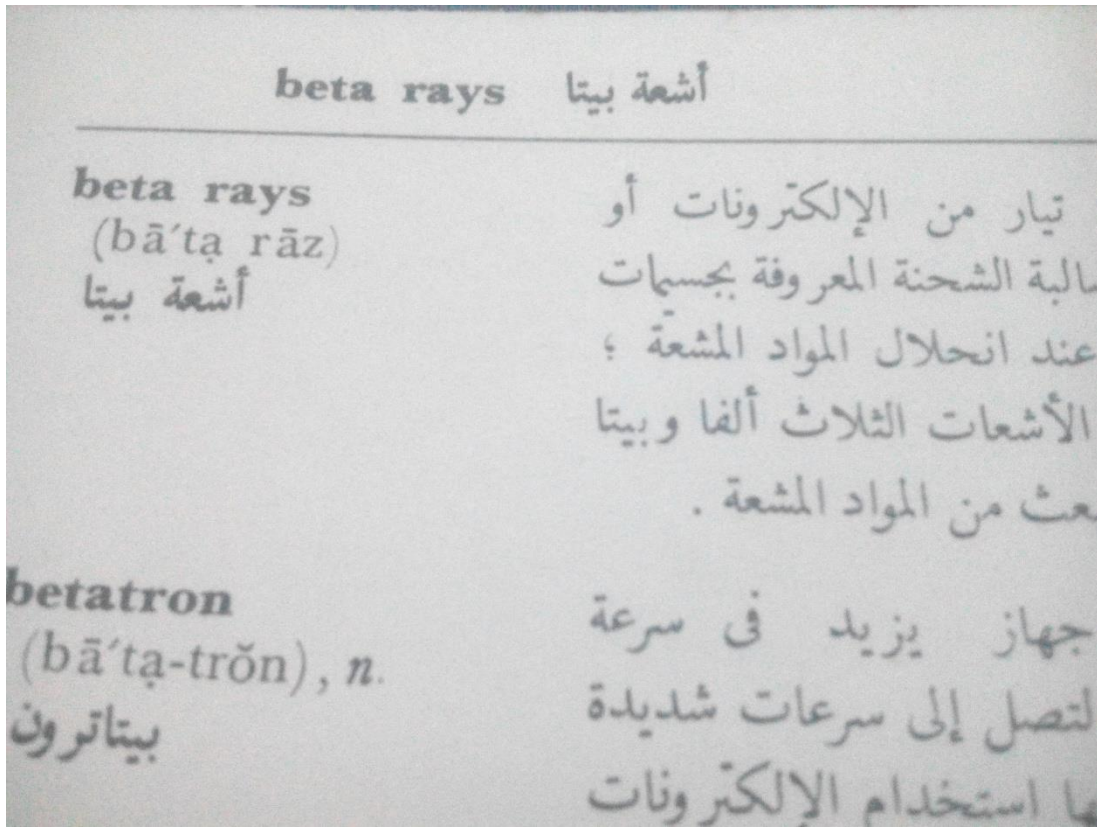 beta rays أشعة بيتا
beta rays
(bā′tạ rāz)
أشعة بيتا
تيار من الإلكترونات أو
الشحنة المعروفة بجسيمات
عند انحلال المواد المشعّة ؛
الأشعات الثلاث ألفا وبيتا
من المواد المشعة .
betatron
(bā′tạ-trŏn), n.
بيتاترون
جهاز يزيد فى سرعة
لتصل إلى سرعات شديدة
استخدام الإلكترونات